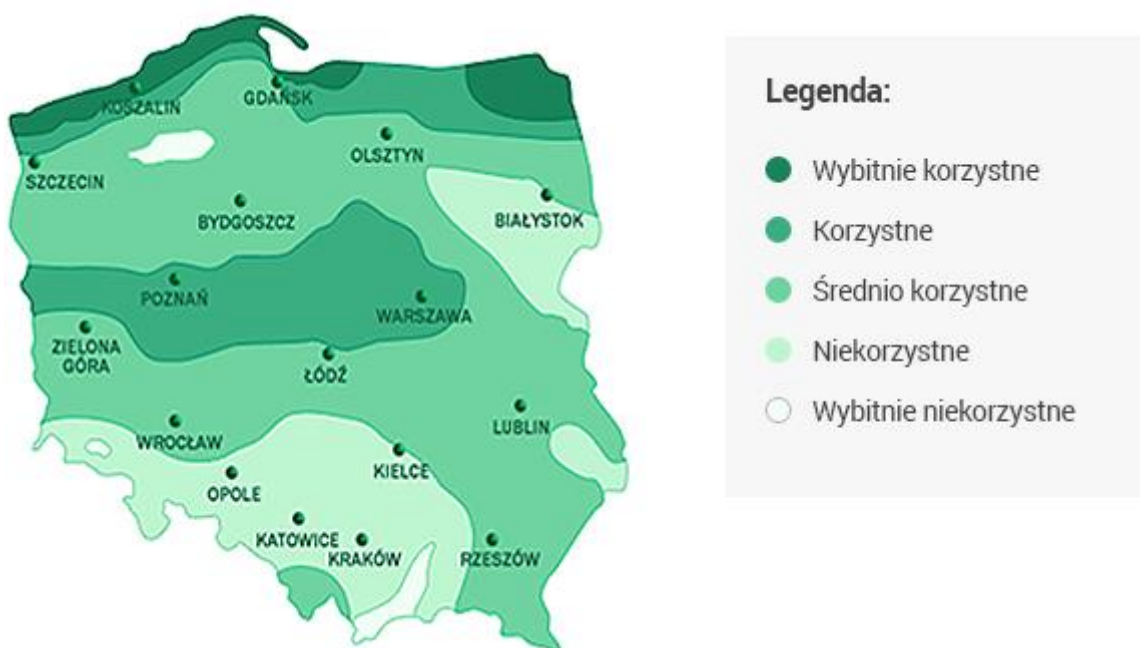 KOSZALIN
GDAŃSK
SZCZECIN
OLSZTYN
BYDGOSZCZ
BIAŁYSTOK
POZNAŃ
WARSZAWA
ZIELONA
GÓRA
ŁÓDŹ
WROCŁAW
LUBLIN
OPOLE
KIELCE
KATOWICE
KRAKÓW
RZESZÓW
Legenda:
Wybitnie korzystne
Korzystne
Średnio korzystne
Niekorzystne
Wybitnie niekorzystne